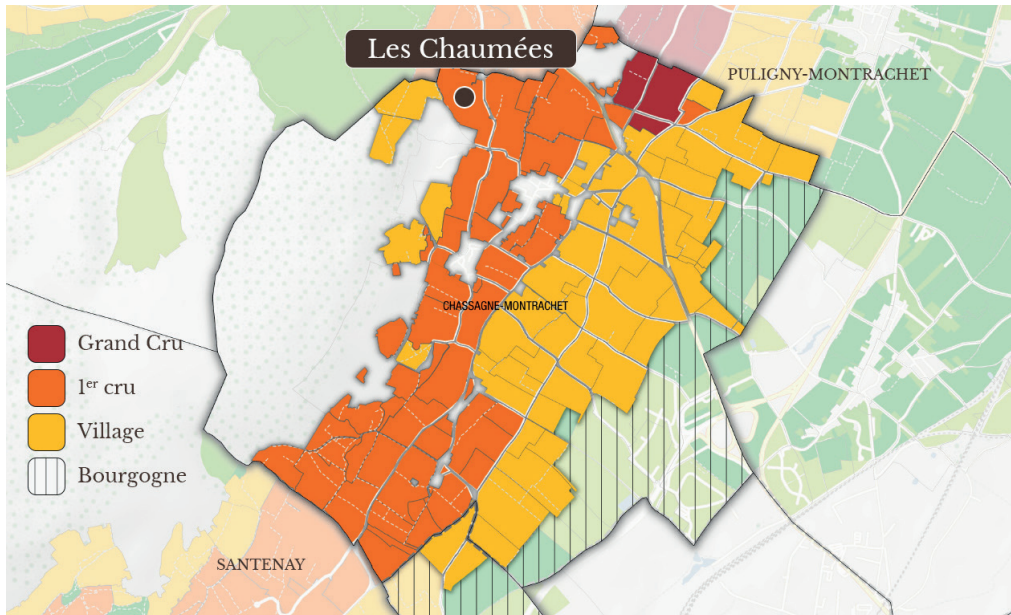 Les Chaumées
PULIGNY-MONTRACHET
CHASSAGNE-MONTRACHET
Grand Cru
1er cru
Village
Bourgogne
SANTENAY